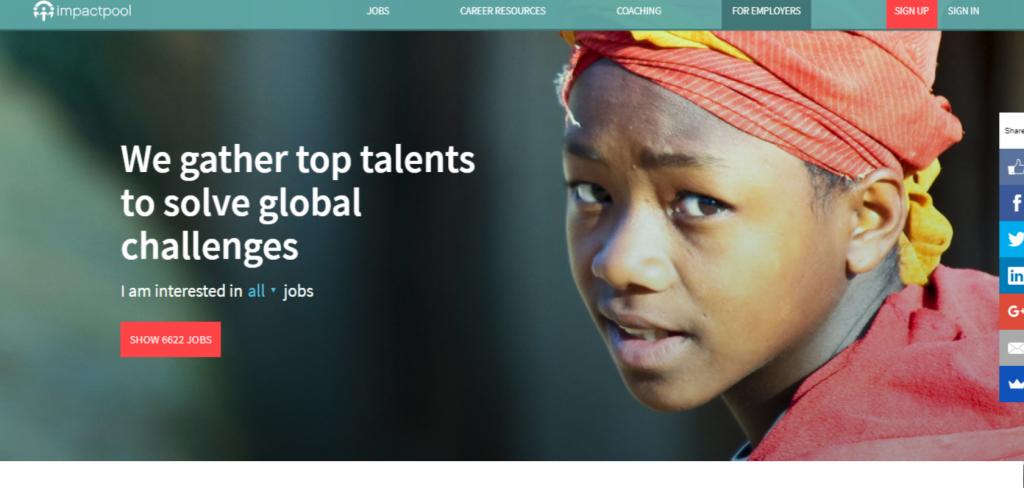 impactpool
JOBS
CAREER RESOURCES
COACHING
FOR EMPLOYERS
SIGN UP
SIGN IN
We gather top talents
to solve global
challenges
I am interested in all ▾ jobs
SHOW 6622 JOBS
Share
f
in
G+